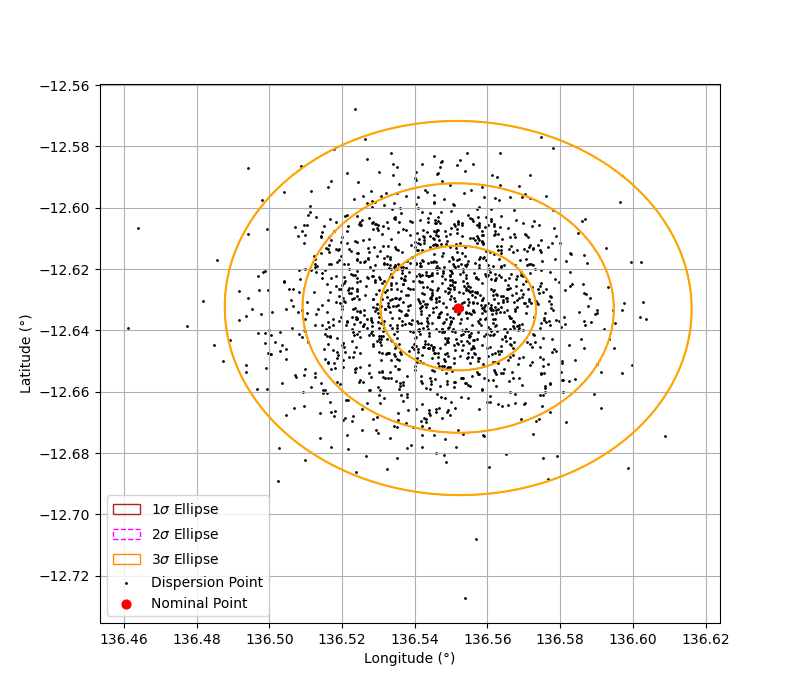 −12.56
−12.58
−12.60
−12.62
−12.64
−12.66
−12.68
−12.70
−12.72
Latitude (°)
1σ Ellipse
2σ Ellipse
3σ Ellipse
Dispersion Point
Nominal Point
136.46 136.48 136.50 136.52 136.54 136.56 136.58 136.60 136.62
Longitude (°)